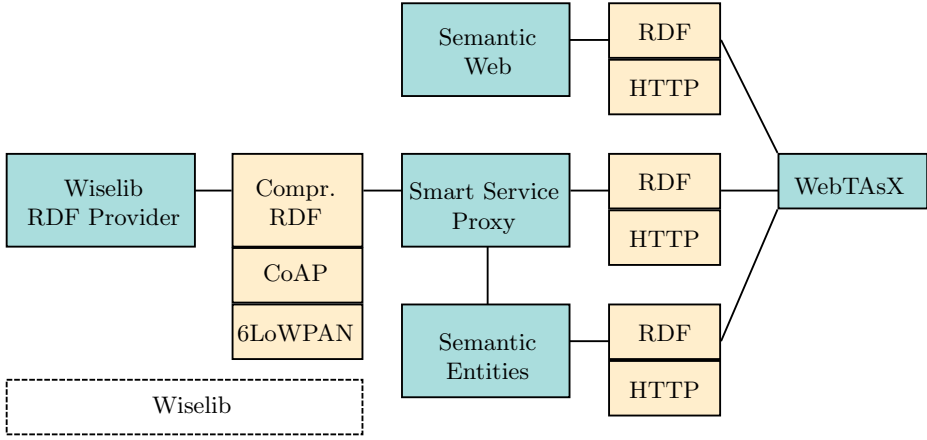 Semantic
Web
RDF
HTTP
Wiselib
RDF Provider
Compr.
RDF
CoAP
6LoWPAN
Smart Service
Proxy
RDF
HTTP
WebTAsX
Semantic
Entities
RDF
HTTP
Wiselib